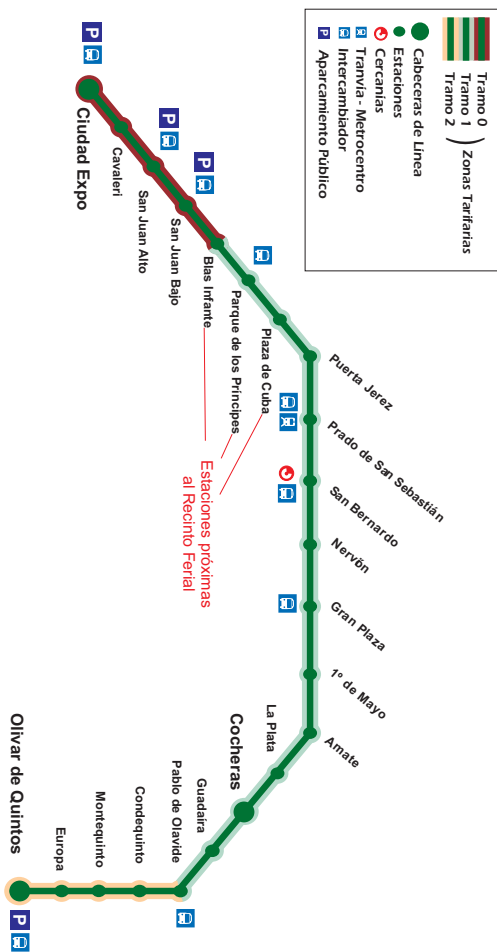 Tramo 0
Tramo 1
Tramo 2
) Zonas Tarifarias
Cabeceras de Línea
Estaciones
Cercanías
Tranvia - Metrocentro
Intercambiador
P Aparcamiento Público
P
Ciudad Expo
Cavaleri
San Juan Alto
P
San Juan Bajo
P
Blas Infante
Parque de los Príncipes
Plaza de Cuba
Puerta Jerez
Prado de San Sebastián
San Bernardo
Nervön
Gran Plaza
1º de Mayo
Amate
La Plata
Cocheras
Guadaira
Pablo de Olavide
Condequinto
Montequinto
Europa
Olivar de Quintos
P
Estaciones próximas
al Recinto Ferial